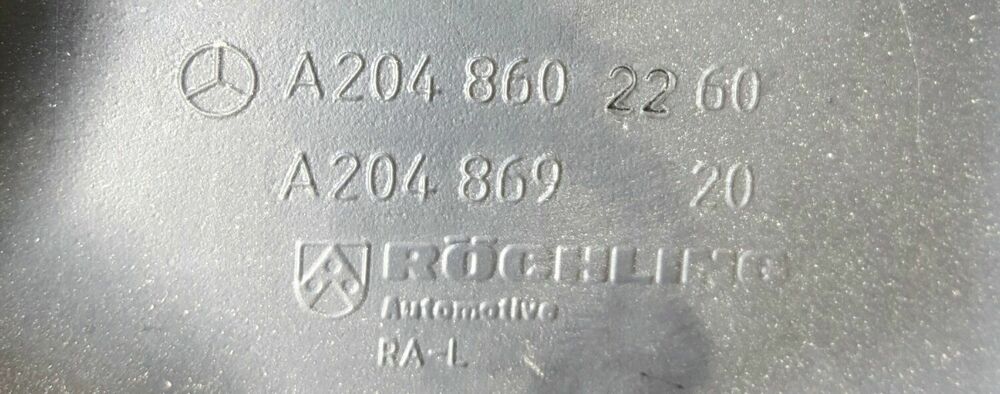 A204 860 22 60
A204 869 20
RÖCHLING
Automotive
RA-L